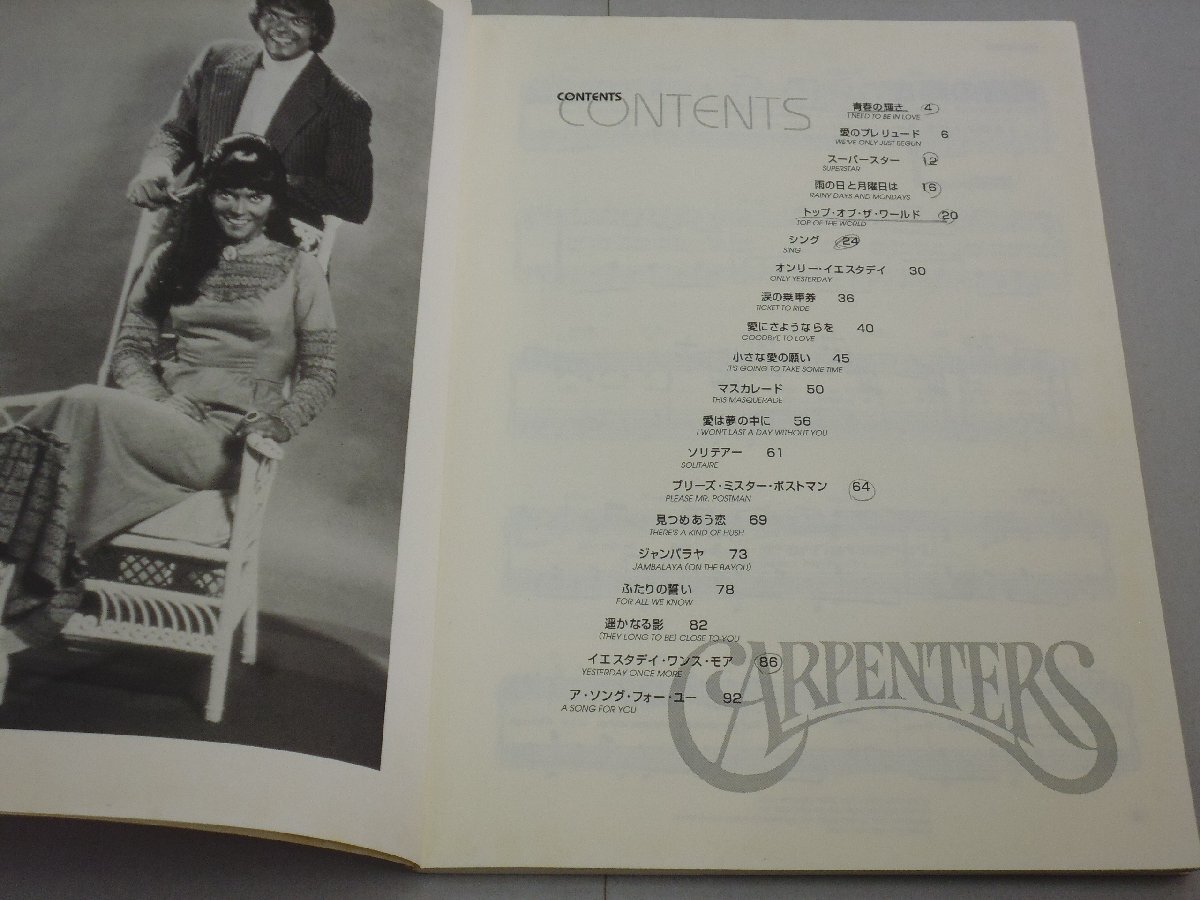 CONTENTS
CONTENTS
青春の輝き 4
I NEED TO BE IN LOVE
愛のプレリュード 6
WE'VE ONLY JUST BEGUN
スーパースター 12
SUPERSTAR
雨の日と月曜日は 16
RAINY DAYS AND MONDAYS
トップ・オブ・ザ・ワールド 20
TOP OF THE WORLD
シング 24
SING
オンリー・イエスタデイ 30
ONLY YESTERDAY
涙の乗車券 36
TICKET TO RIDE
愛にさようならを 40
GOODBYE TO LOVE
小さな愛の願い 45
IT'S GOING TO TAKE SOME TIME
マスカレード 50
THIS MASQUERADE
愛は夢の中に 56
I WON'T LAST A DAY WITHOUT YOU
ソリテアー 61
SOLITAIRE
プリーズ・ミスター・ポストマン 64
PLEASE MR. POSTMAN
見つめあう恋 69
THERE'S A KIND OF HUSH
ジャンバラヤ 73
JAMBALAYA (ON THE BAYOU)
ふたりの誓い 78
FOR ALL WE KNOW
遥かなる影 82
(THEY LONG TO BE) CLOSE TO YOU
イエスタデイ・ワンス・モア 86
YESTERDAY ONCE MORE
ア・ソング・フォー・ユー 92
A SONG FOR YOU
CARPENTERS